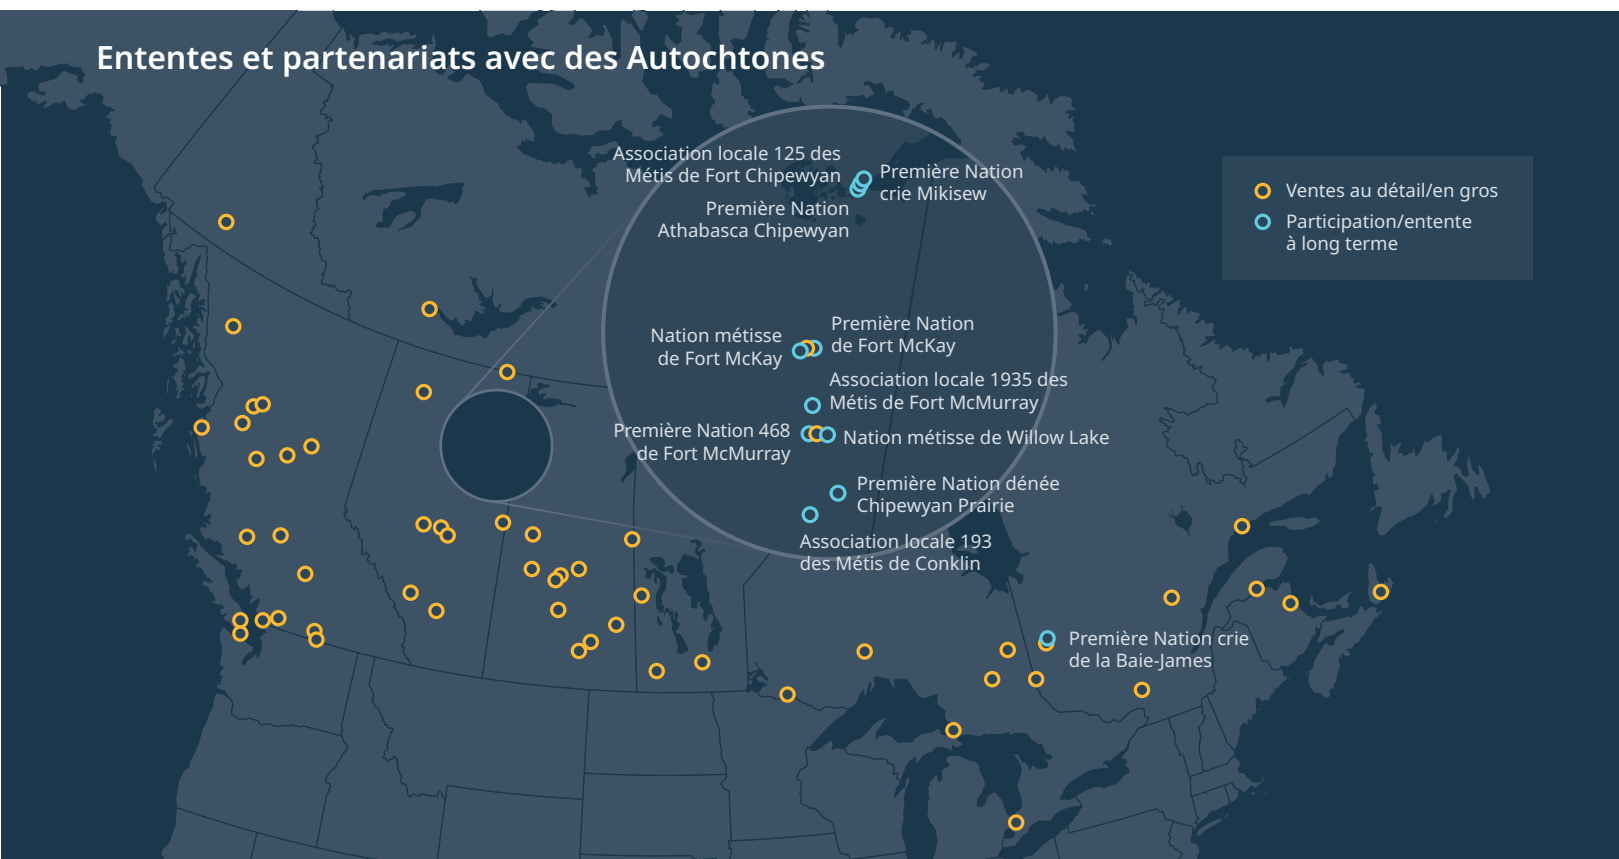 Ententes et partenariats avec des Autochtones
Association locale 125 des
Métis de Fort Chipewyan
Première Nation
crie Mikisew
Première Nation
Athabasca Chipewyan
Ventes au détail/en gros
Participation/entente
à long terme
Nation métisse
de Fort McKay
Première Nation
de Fort McKay
Association locale 1935 des
Métis de Fort McMurray
Première Nation 468
de Fort McMurray
Nation métisse de Willow Lake
Première Nation dénée
Chipewyan Prairie
Association locale 193
des Métis de Conklin
Première Nation crie
de la Baie-James